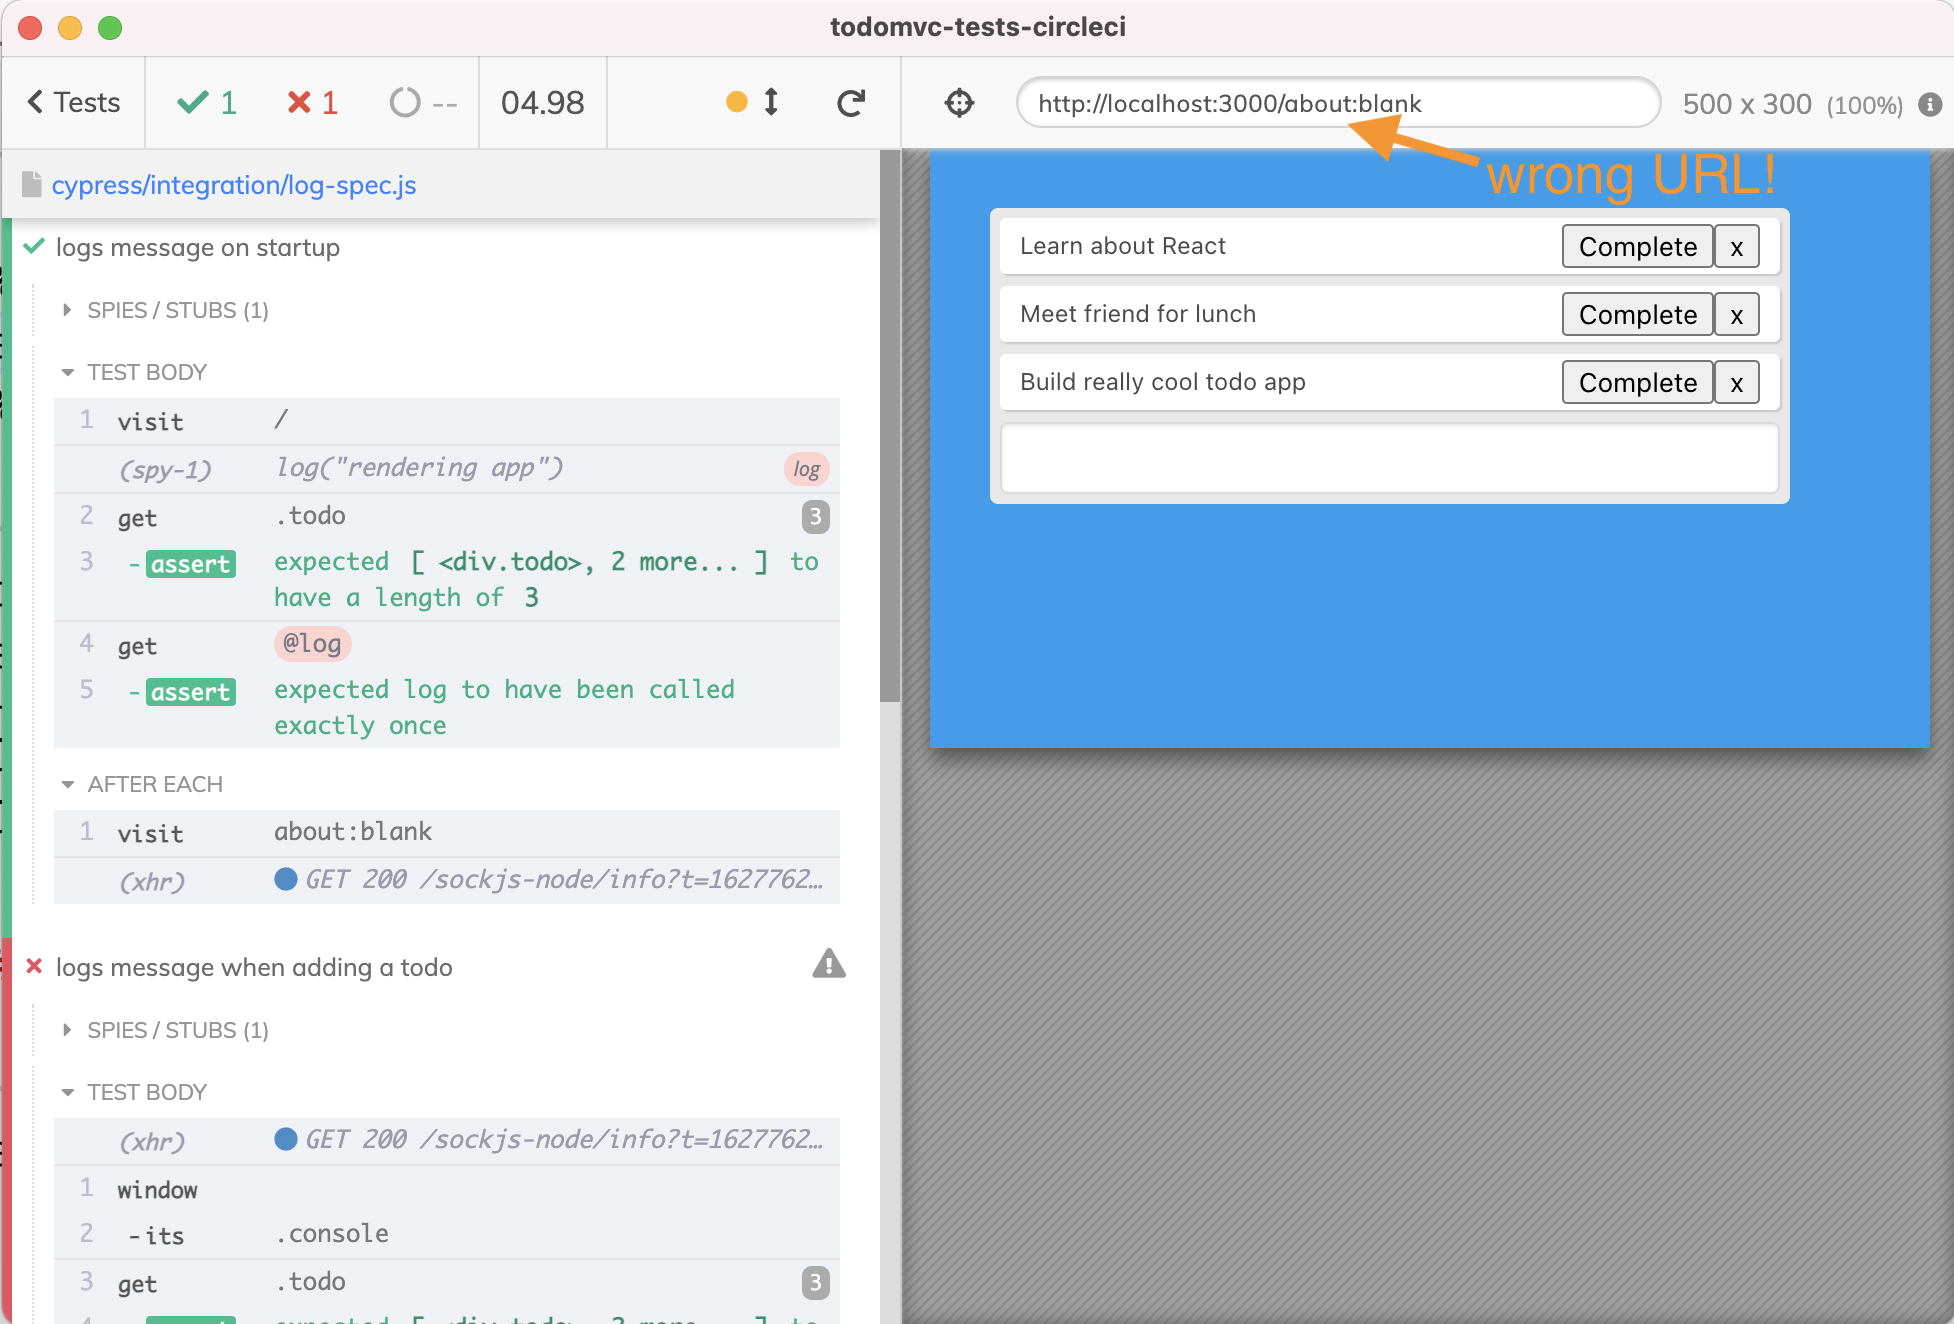 todomvc-tests-circleci
Tests 1 1 -- 04.98
http://localhost:3000/about:blank 500 x 300 (100%)
wrong URL!
cypress/integration/log-spec.js
logs message on startup
SPIES / STUBS (1)
TEST BODY
1 visit /
(spy-1) log("rendering app") log
2 get .todo 3
3 -assert expected [ <div.todo>, 2 more... ] to
have a length of 3
4 get @log
5 -assert expected log to have been called
exactly once
AFTER EACH
1 visit about:blank
(xhr) GET 200 /sockjs-node/info?t=1627762…
logs message when adding a todo
SPIES / STUBS (1)
TEST BODY
(xhr) GET 200 /sockjs-node/info?t=1627762…
1 window
2 -its .console
3 get .todo 3
Learn about React Complete x
Meet friend for lunch Complete x
Build really cool todo app Complete x